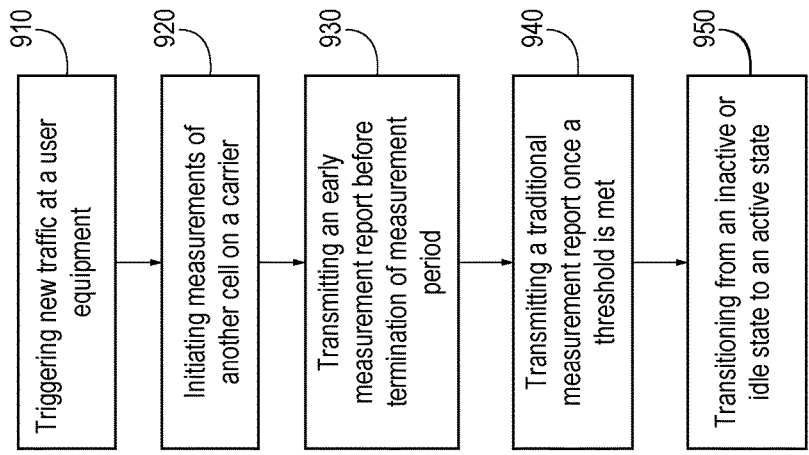 910
Triggering new traffic at a user
equipment
920
Initiating measurements of
another cell on a carrier
930
Transmitting an early
measurement report before
termination of measurement
period
940
Transmitting a traditional
measurement report once a
threshold is met
950
Transitioning from an inactive or
idle state to an active state